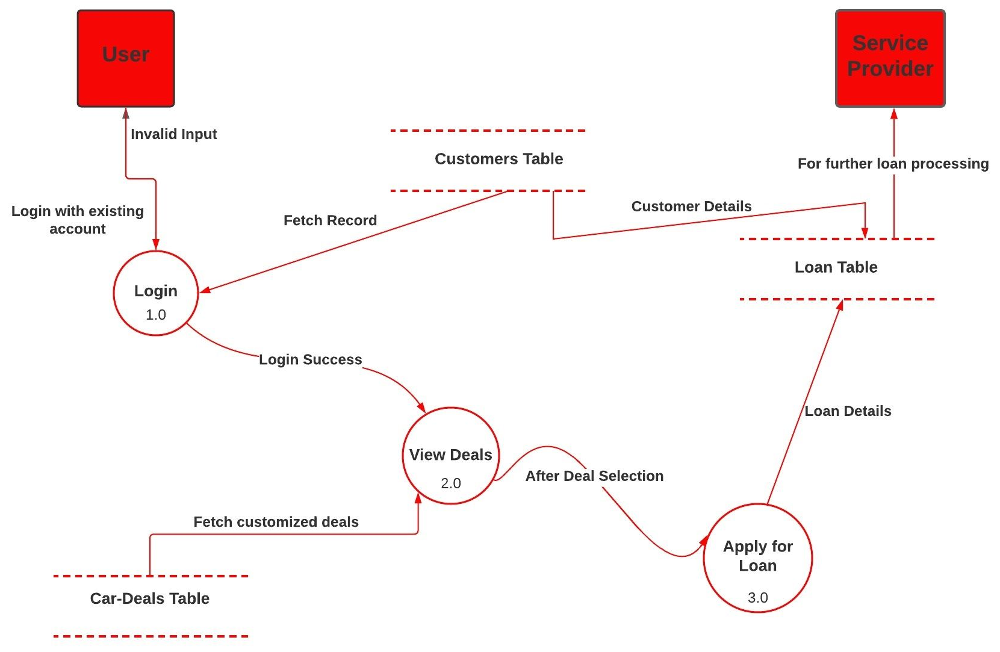 User
Service
Provider
Invalid Input
Customers Table
For further loan processing
Login with existing
account
Fetch Record
Customer Details
Loan Table
Login
1.0
Login Success
Loan Details
View Deals
2.0
After Deal Selection
Fetch customized deals
Apply for
Loan
3.0
Car-Deals Table